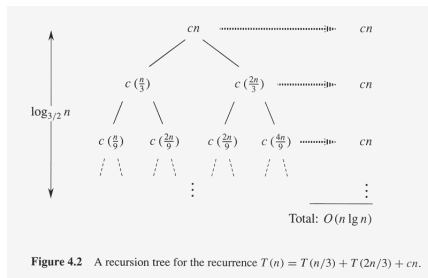 cn cn
c (n/3) c (2n/3) cn
log_{3/2} n
c (n/9) c (2n/9) c (2n/9) c (4n/9) cn
⋮ ⋮
Total: O(n lg n)
Figure 4.2 A recursion tree for the recurrence T(n) = T(n/3) + T(2n/3) + cn.